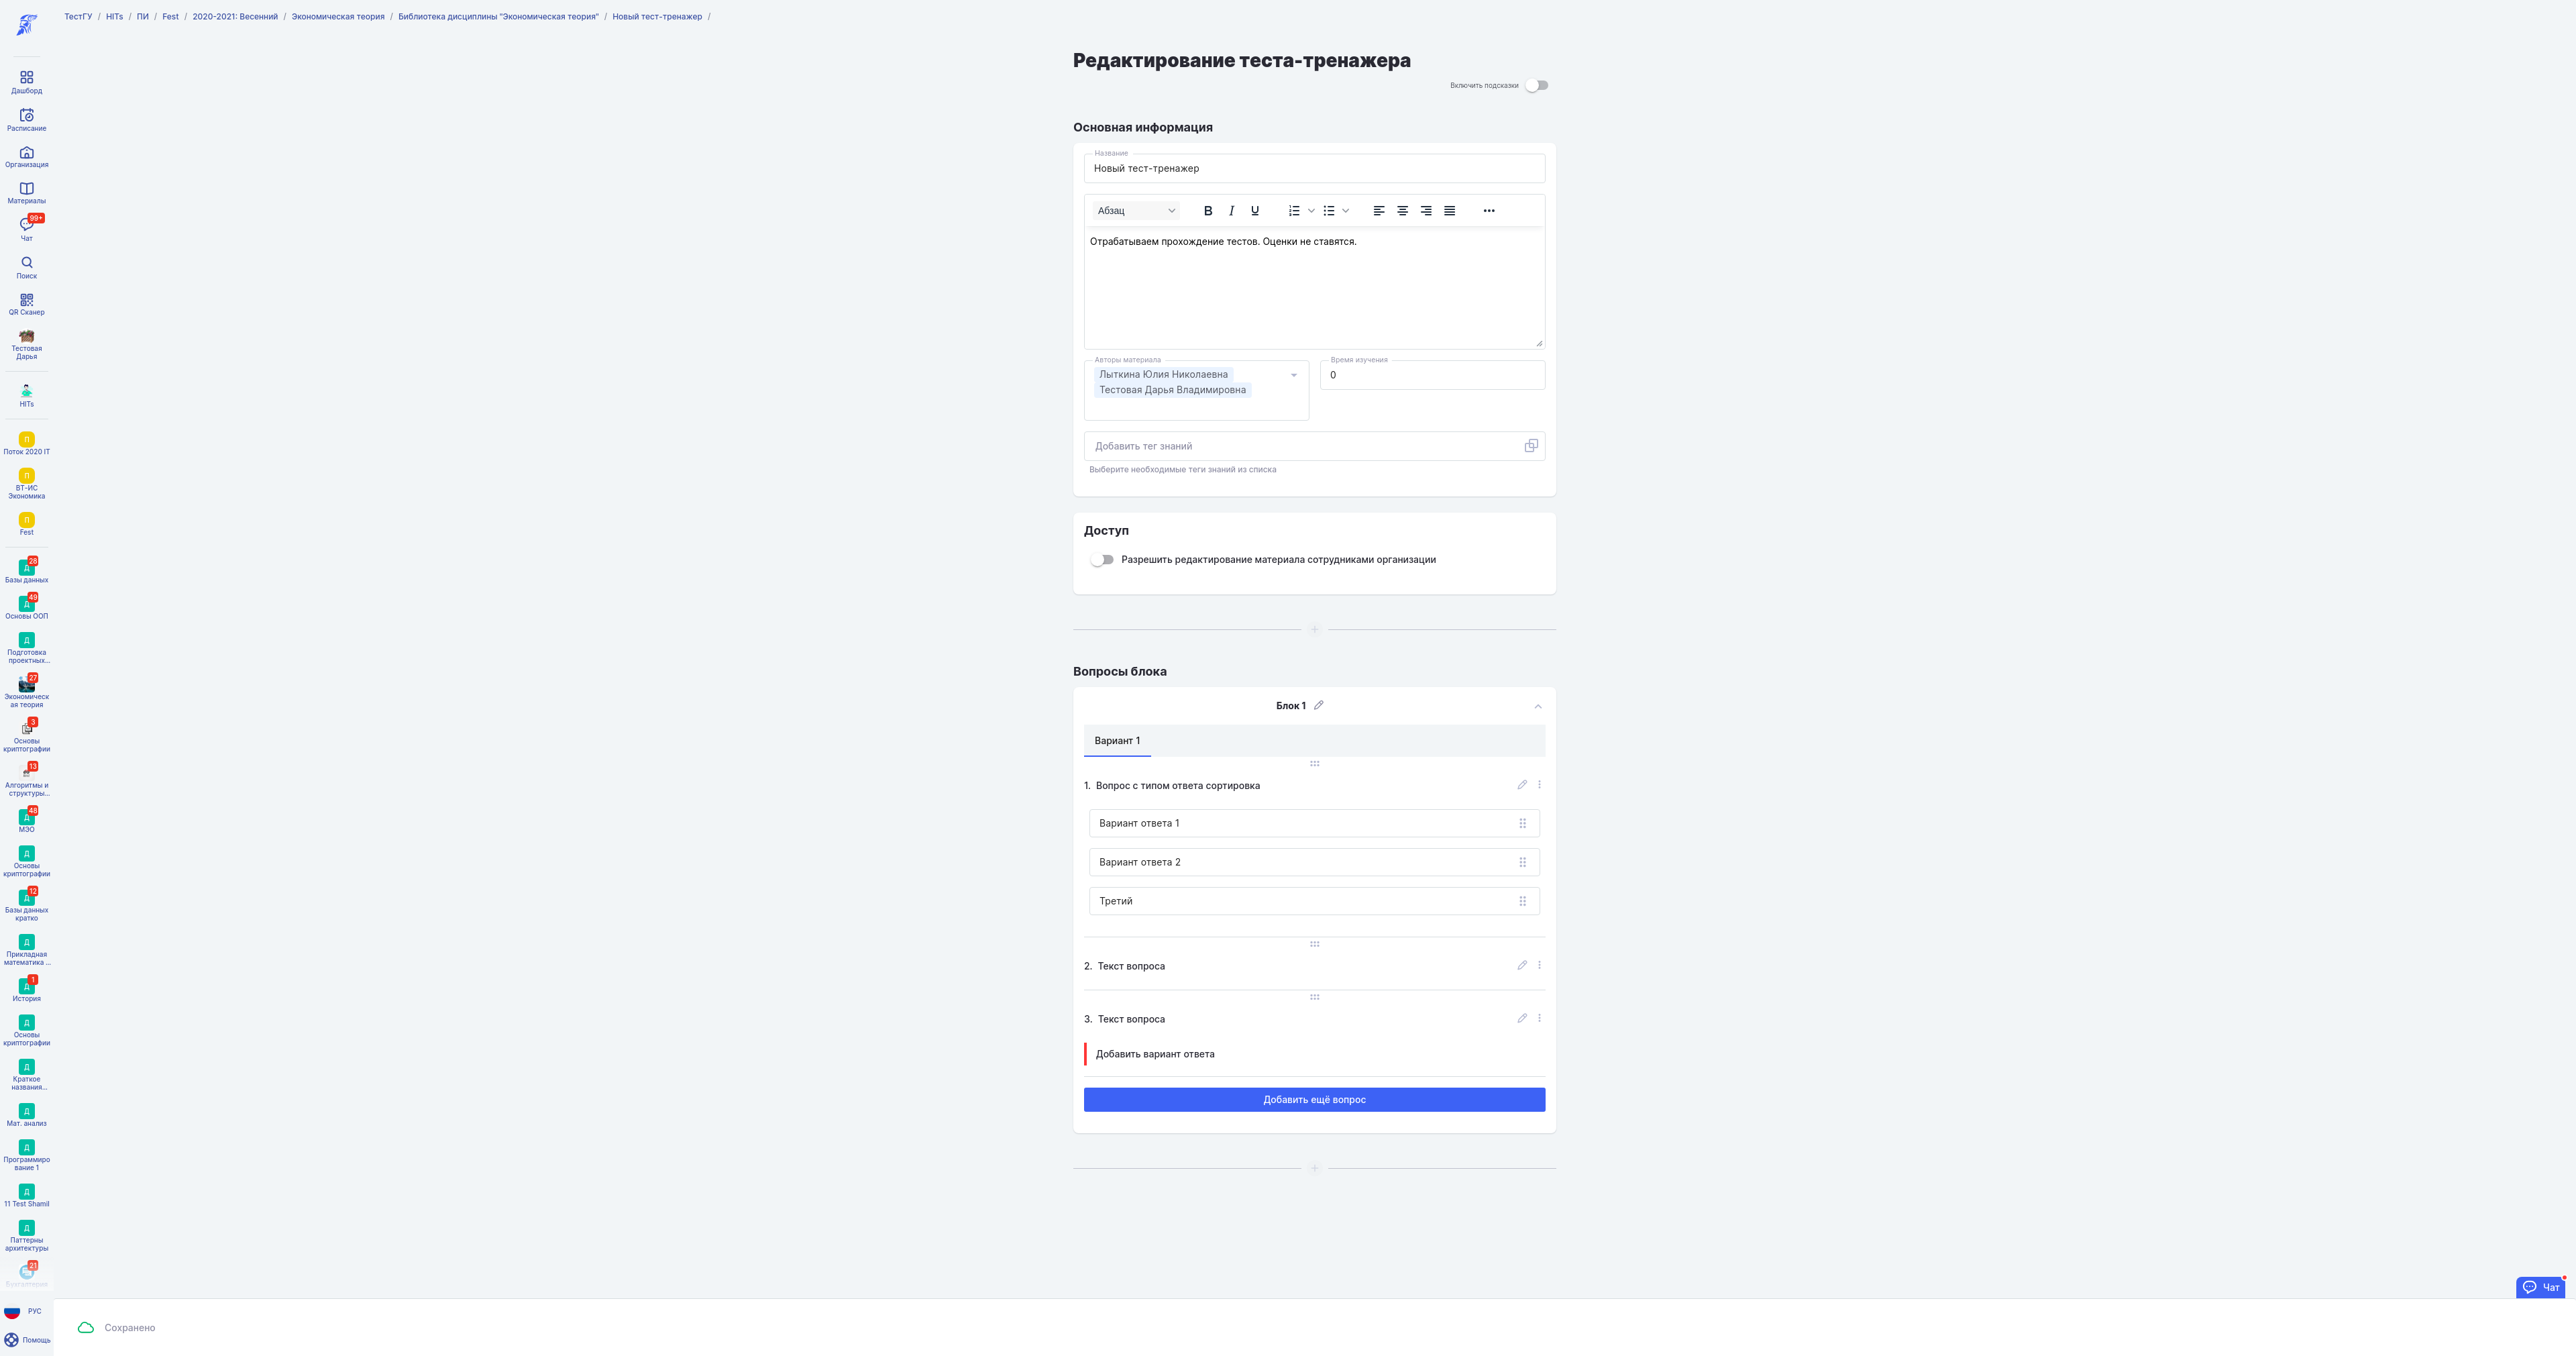 ТестГУ / HITs / ПИ / Fest / 2020-2021: Весенний / Экономическая теория / Библиотека дисциплины "Экономическая теория" / Новый тест-тренажер /
Дашборд
Расписание
Организация
Материалы
99+
Чат
Поиск
QR Сканер
Тестовая
Дарья
HITs
П
Поток 2020 IT
П
ВТ-ИС
Экономика
П
Fest
28
Д
Базы данных
49
Д
Основы ООП
Д
Подготовка
проектных...
27
Экономическ
ая теория
3
Основы
криптографии
13
Алгоритмы и
структуры...
48
Д
МЭО
Д
Основы
криптографии
12
Д
Базы данных
кратко
Д
Прикладная
математика ...
1
Д
История
Д
Основы
криптографии
Д
Краткое
названия...
Д
Мат. анализ
Д
Программиро
вание 1
Д
11 Test Shamil
Д
Паттерны
архитектуры
21
Бухгалтерия
РУС
Помощь
Редактирование теста-тренажера
Включить подсказки
Основная информация
Название
Новый тест-тренажер
Абзац
Отрабатываем прохождение тестов. Оценки не ставятся.
Авторы материала
Лыткина Юлия Николаевна
Тестовая Дарья Владимировна
Время изучения
0
Добавить тег знаний
Выберите необходимые теги знаний из списка
Доступ
Разрешить редактирование материала сотрудниками организации
Вопросы блока
Блок 1
Вариант 1
1. Вопрос с типом ответа сортировка
Вариант ответа 1
Вариант ответа 2
Третий
2. Текст вопроса
3. Текст вопроса
Добавить вариант ответа
Добавить ещё вопрос
Чат
Сохранено